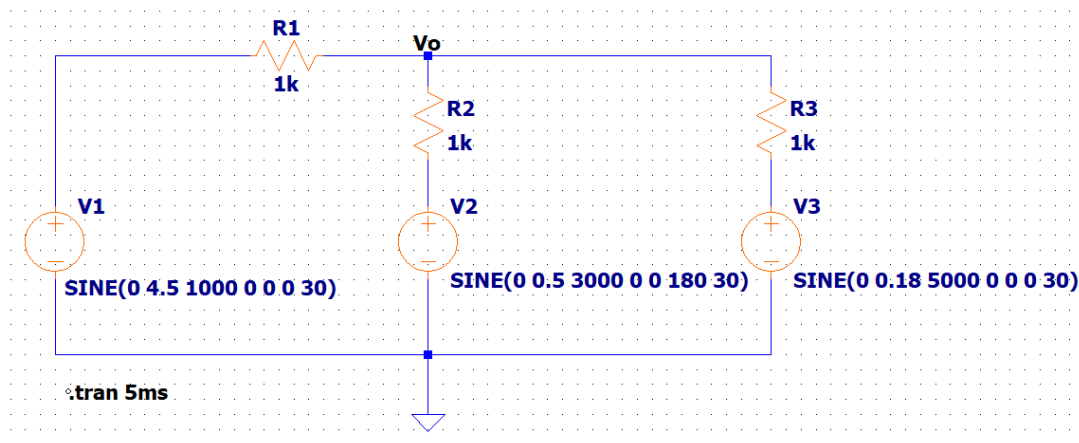 R1
1k
Vo
R2
1k
R3
1k
V1
SINE(0 4.5 1000 0 0 0 30)
V2
SINE(0 0.5 3000 0 0 180 30)
V3
SINE(0 0.18 5000 0 0 0 30)
.tran 5ms